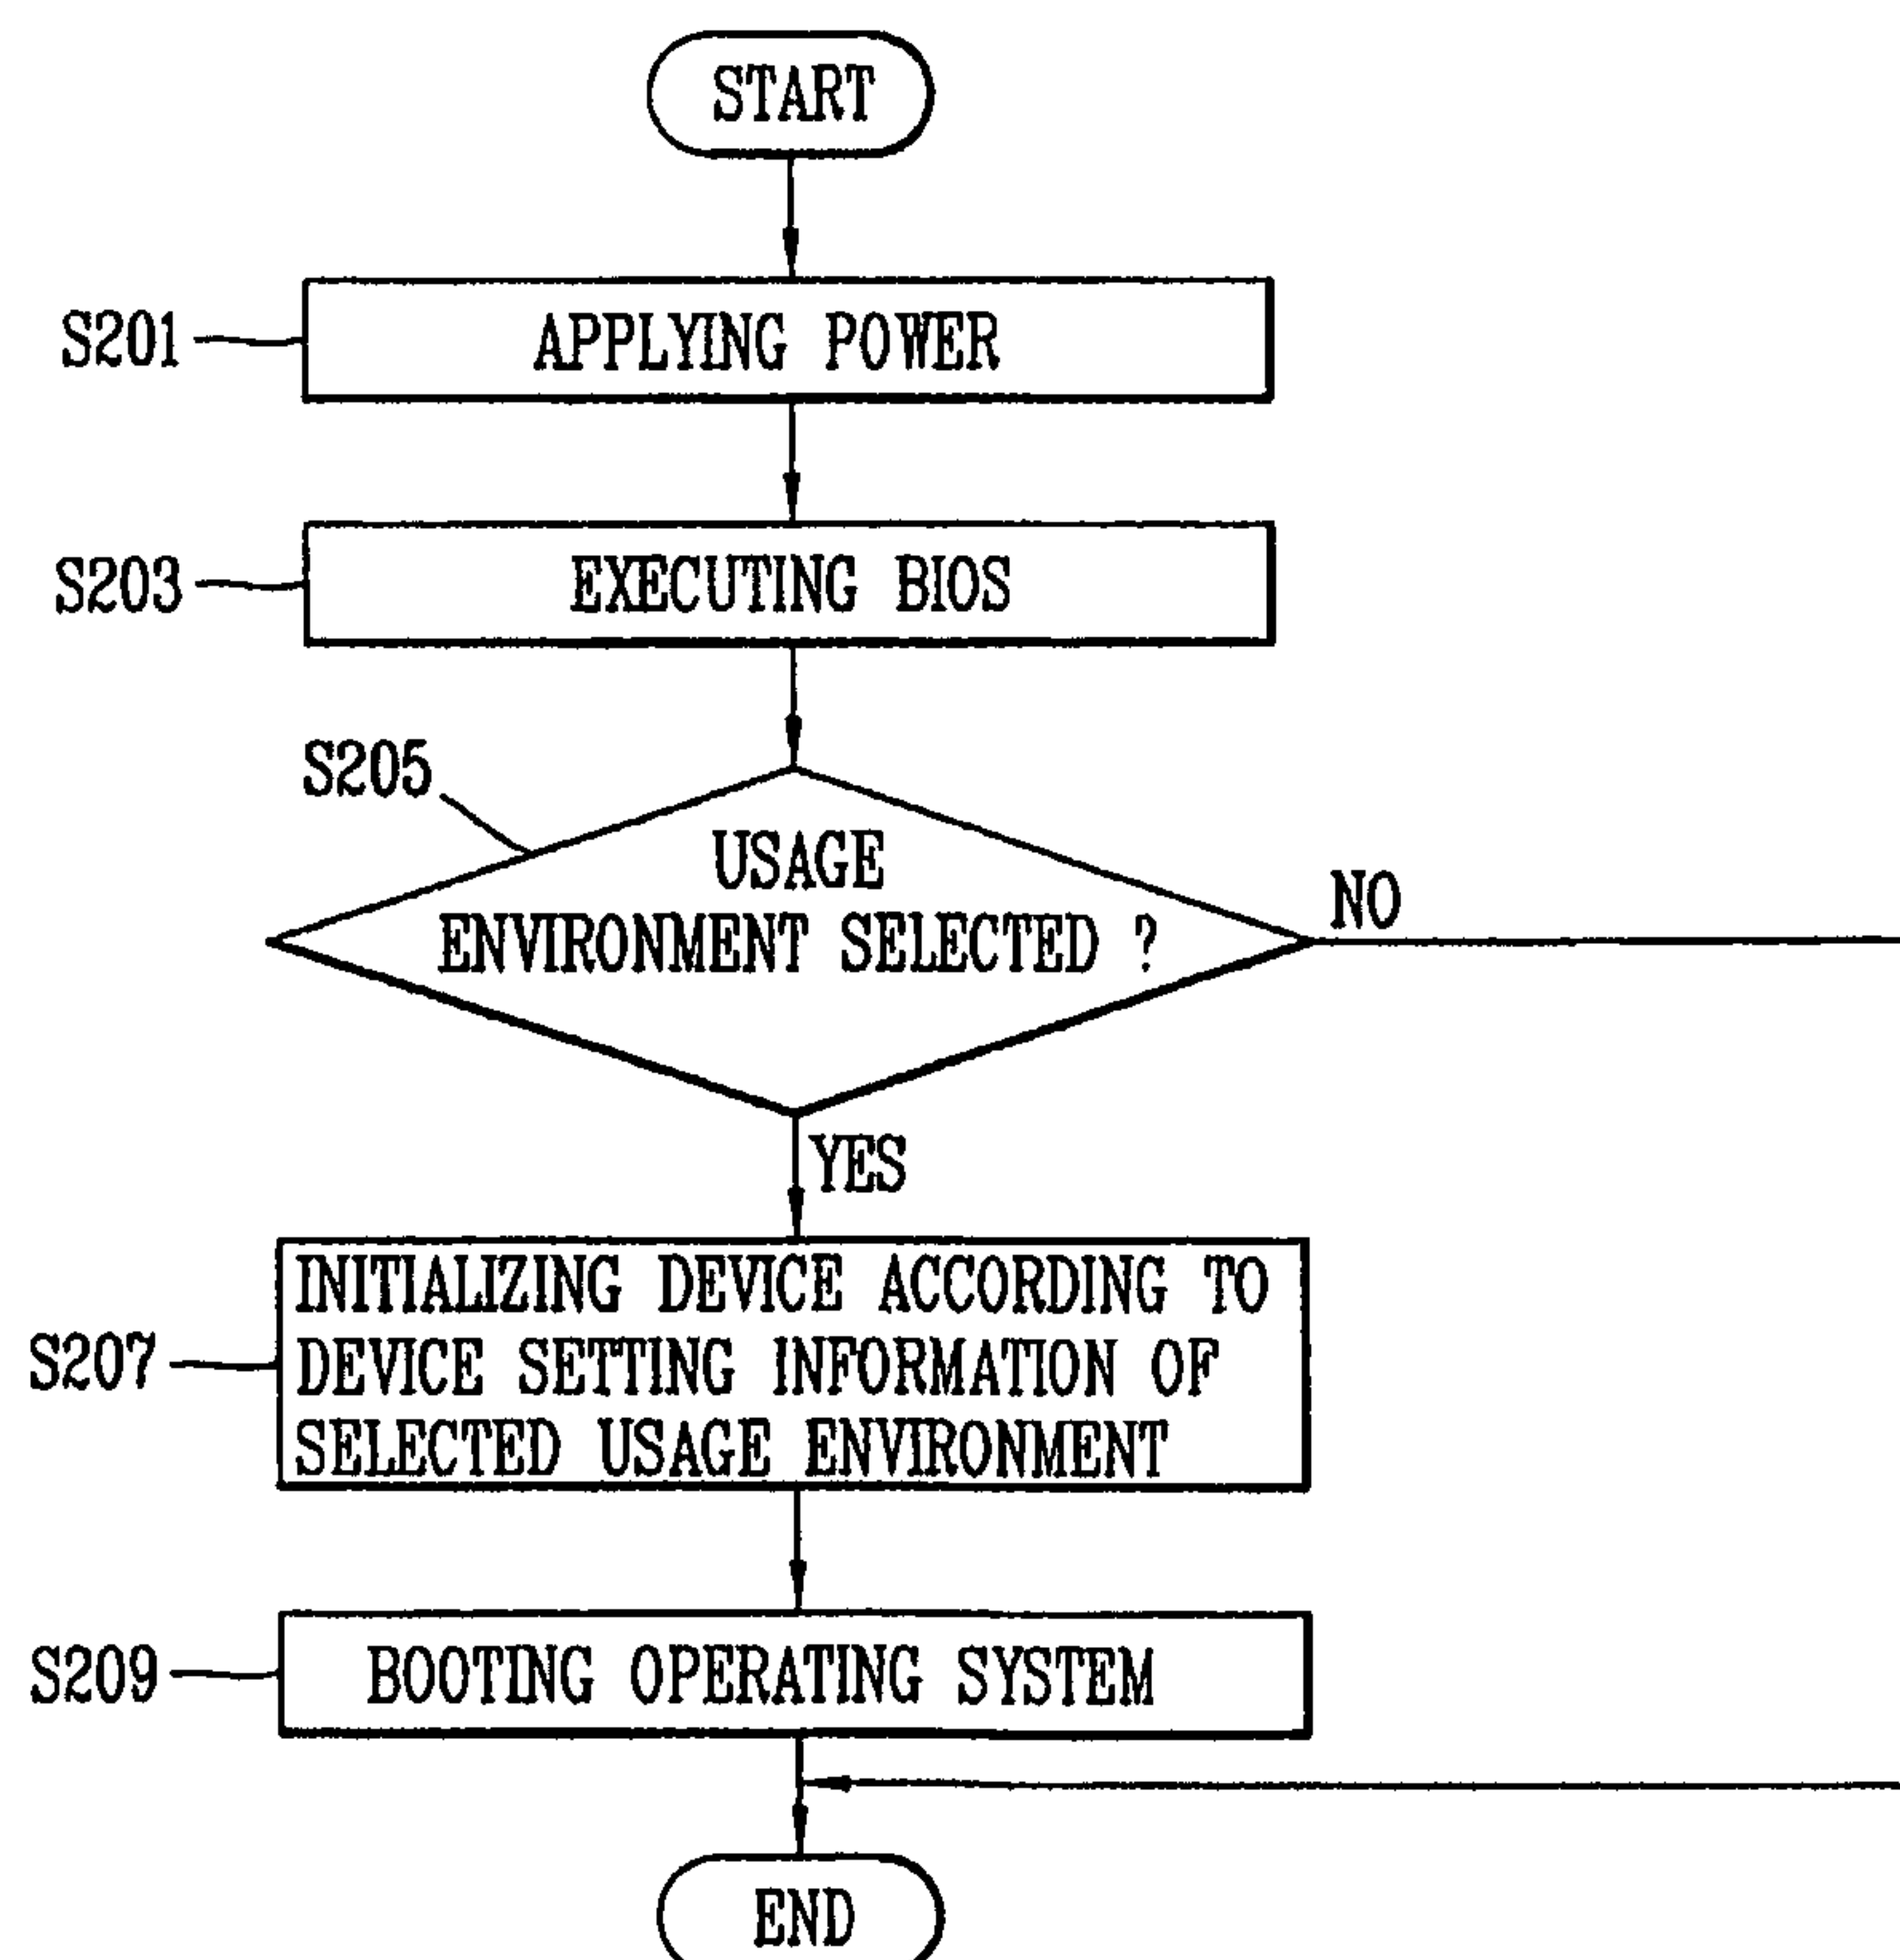 START
S201
APPLYING POWER
S203
EXECUTING BIOS
S205
USAGE
ENVIRONMENT SELECTED ?
NO
YES
S207
INITIALIZING DEVICE ACCORDING TO
DEVICE SETTING INFORMATION OF
SELECTED USAGE ENVIRONMENT
S209
BOOTING OPERATING SYSTEM
END